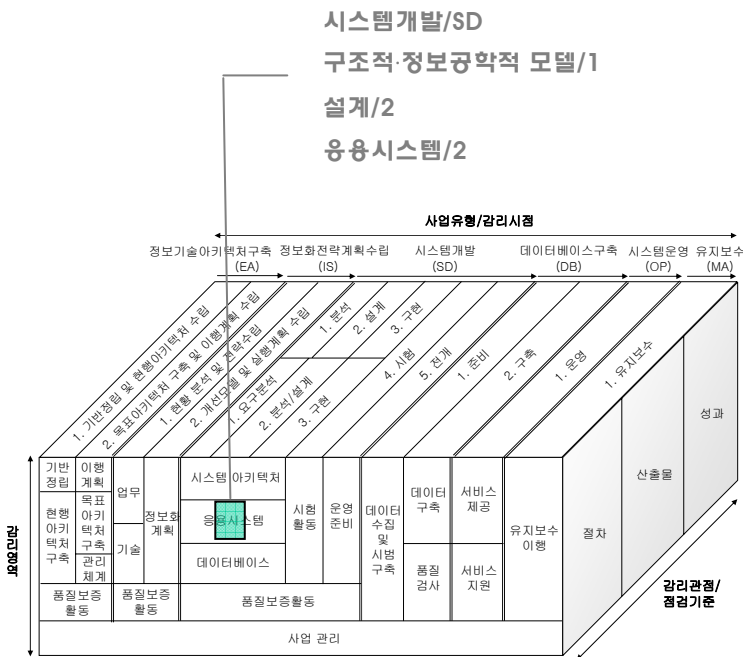 시스템개발/SD
구조적·정보공학적 모델/1
설계/2
응용시스템/2
사업유형/감리시점
정보기술아키텍처구축
(EA)
정보화전략계획수립
(IS)
시스템개발
(SD)
데이터베이스구축
(DB)
시스템운영
(OP)
유지보수
(MA)
1. 기반정립 및 현행아키텍처 수립
2. 목표아키텍처 구축 및 이행계획 수립
1. 현황 분석 및 전략수립
2. 개선모델 및 실행계획 수립
1. 분석
2. 설계
3. 구현
1. 요구분석
2. 분석/설계
3. 구현
4. 시험
5. 전개
1. 준비
2. 구축
1. 운영
1. 유지보수
감리영역
기반
정립
현행
아키
텍처
구축
이행
계획
목표
아키
텍처
구축
관리
체계
품질보증
활동
업무
기술
정보화
계획
품질보증
활동
시스템 아키텍처
응용시스템
데이터베이스
시험
활동
운영
준비
품질보증활동
데이터
수집
및
시범
구축
데이터
구축
품질
검사
서비스
제공
서비스
지원
유지보수
이행
사업 관리
절차
산출물
성과
감리관점/
점검기준